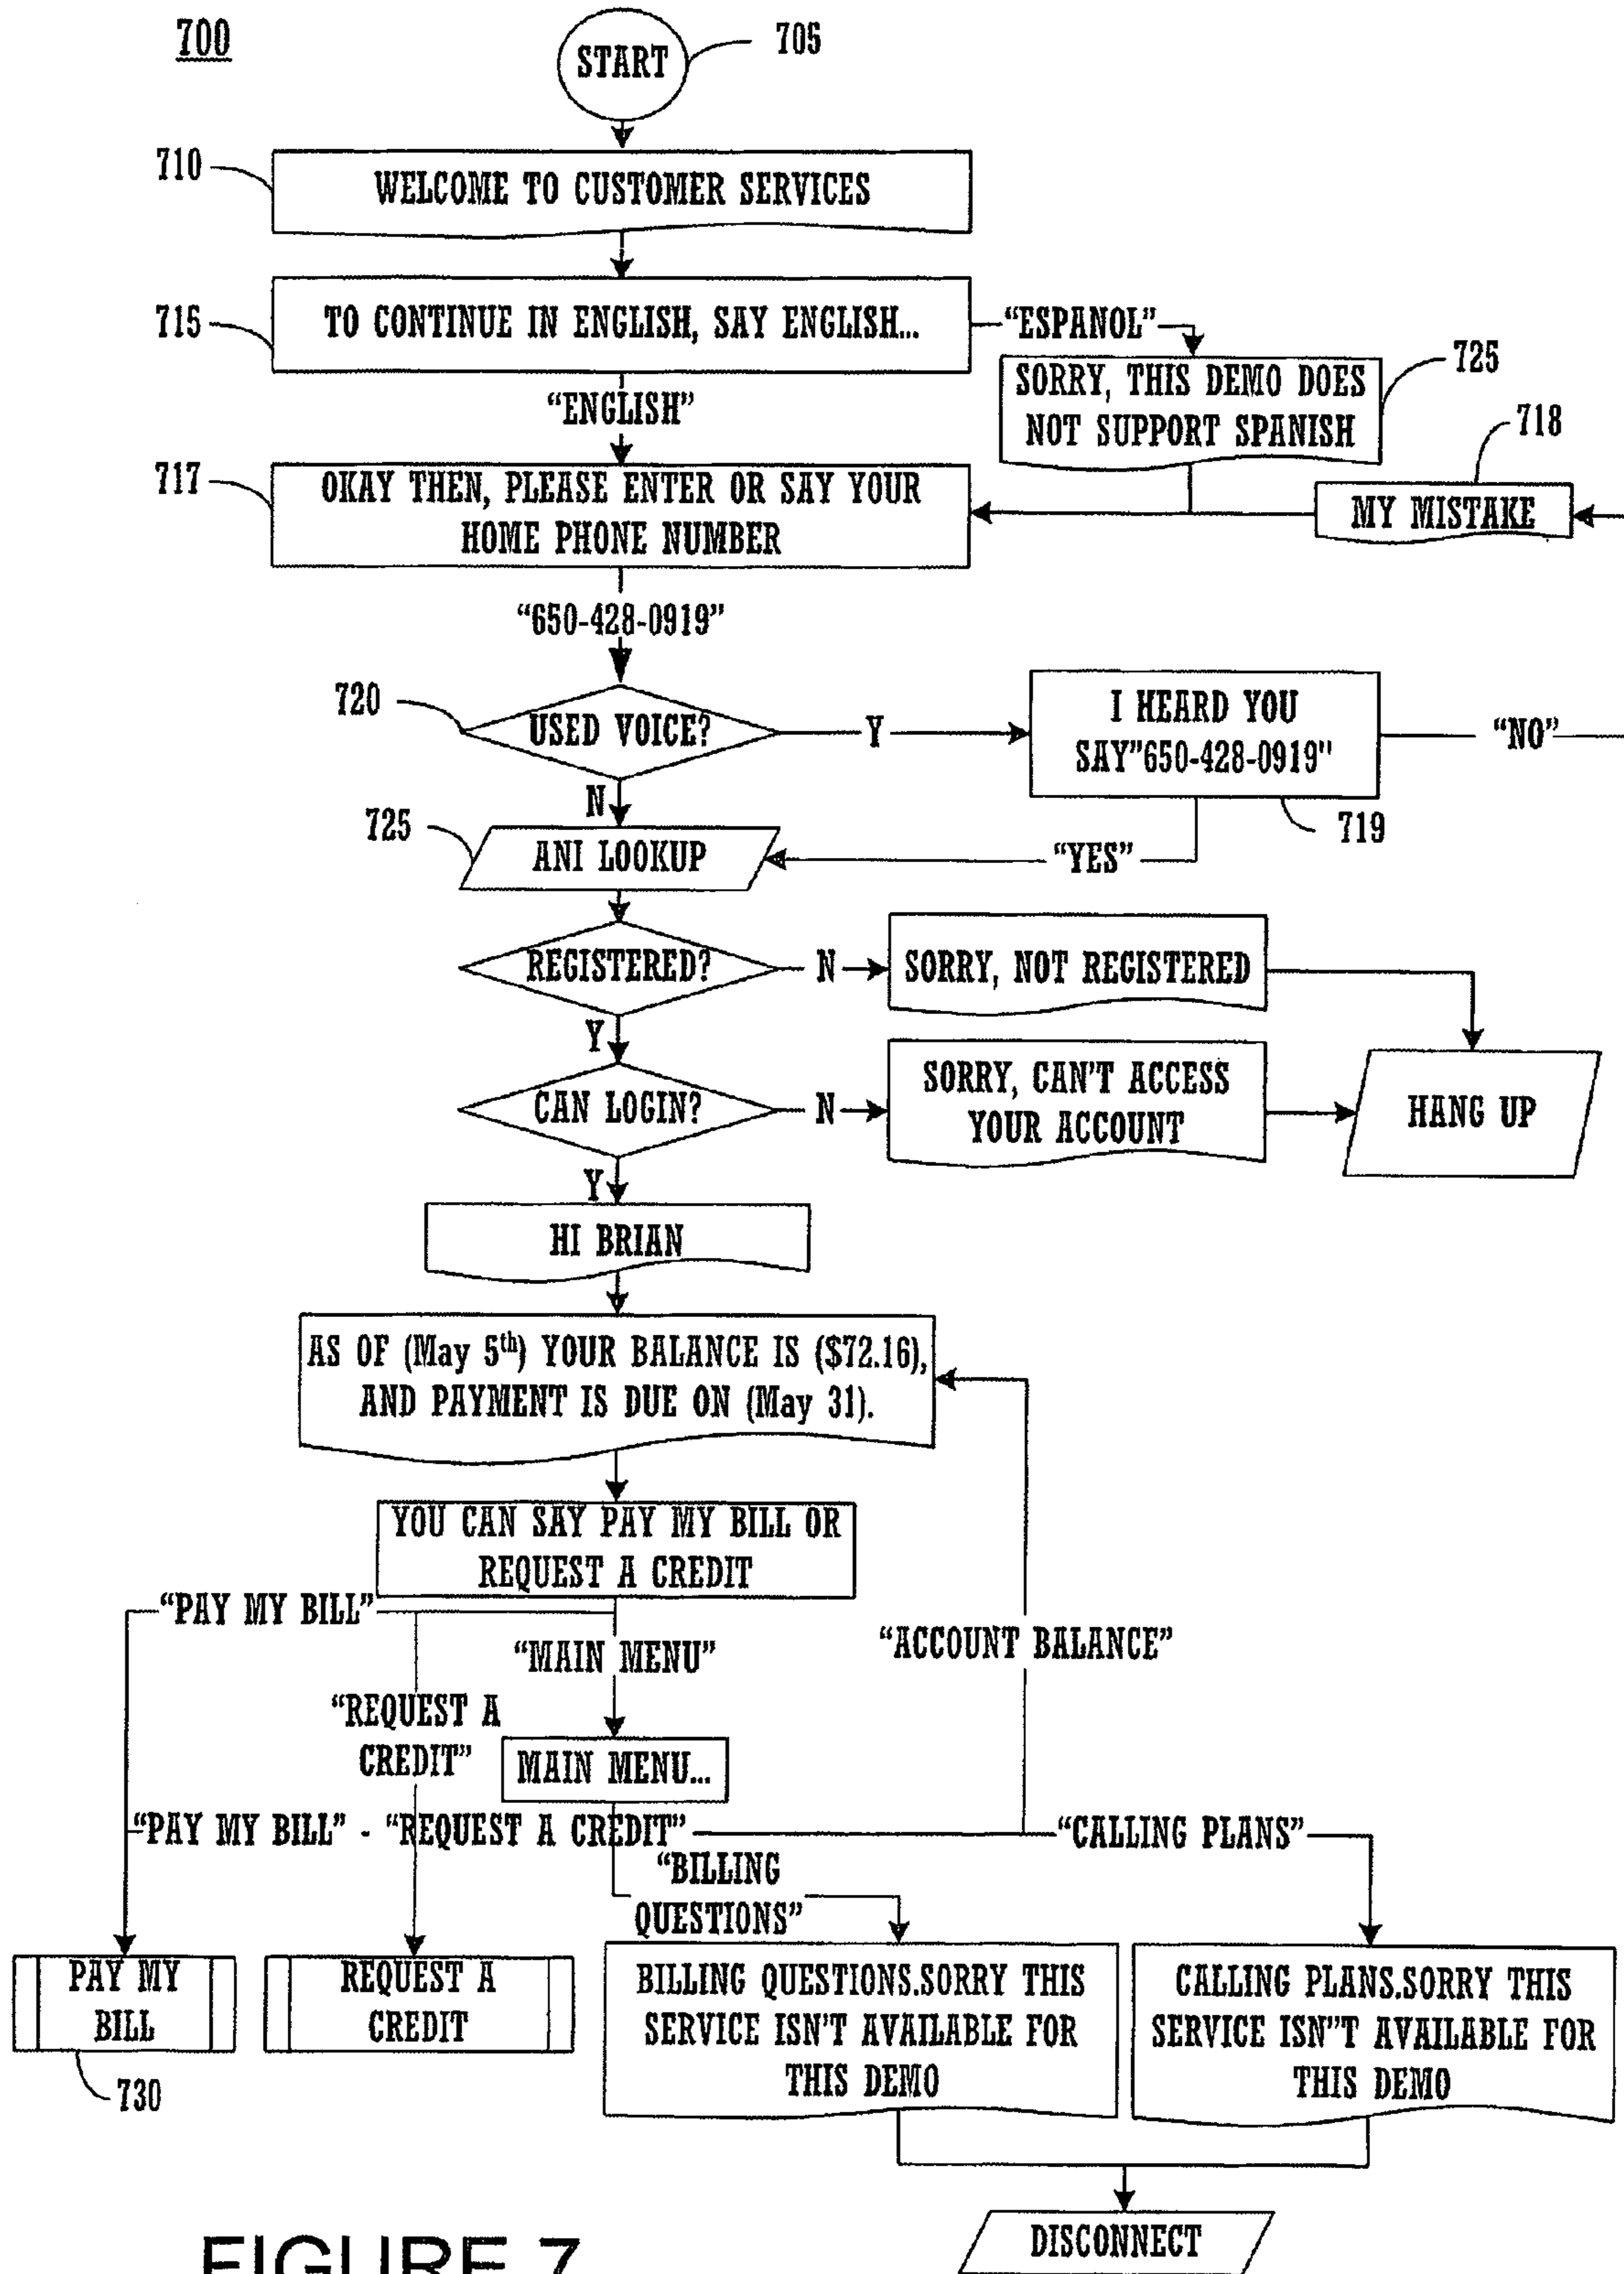 700
START
705
710
WELCOME TO CUSTOMER SERVICES
715
TO CONTINUE IN ENGLISH, SAY ENGLISH...
“ESPANOL”
SORRY, THIS DEMO DOES
NOT SUPPORT SPANISH
725
“ENGLISH”
718
717
OKAY THEN, PLEASE ENTER OR SAY YOUR
HOME PHONE NUMBER
MY MISTAKE
“650-428-0919”
720
USED VOICE?
Y
I HEARD YOU
SAY"650-428-0919"
“NO”
N
719
725
ANI LOOKUP
“YES”
REGISTERED?
N
SORRY, NOT REGISTERED
Y
CAN LOGIN?
N
SORRY, CAN'T ACCESS
YOUR ACCOUNT
HANG UP
Y
HI BRIAN
AS OF (May 5th) YOUR BALANCE IS ($72.16),
AND PAYMENT IS DUE ON (May 31).
YOU CAN SAY PAY MY BILL OR
REQUEST A CREDIT
“PAY MY BILL”
“MAIN MENU”
“ACCOUNT BALANCE”
“REQUEST A
CREDIT”
MAIN MENU...
“PAY MY BILL” - “REQUEST A CREDIT”
“CALLING PLANS”
“BILLING
QUESTIONS”
PAY MY
BILL
730
REQUEST A
CREDIT
BILLING QUESTIONS.SORRY THIS
SERVICE ISN'T AVAILABLE FOR
THIS DEMO
CALLING PLANS.SORRY THIS
SERVICE ISN"T AVAILABLE FOR
THIS DEMO
DISCONNECT
FIGURE 7